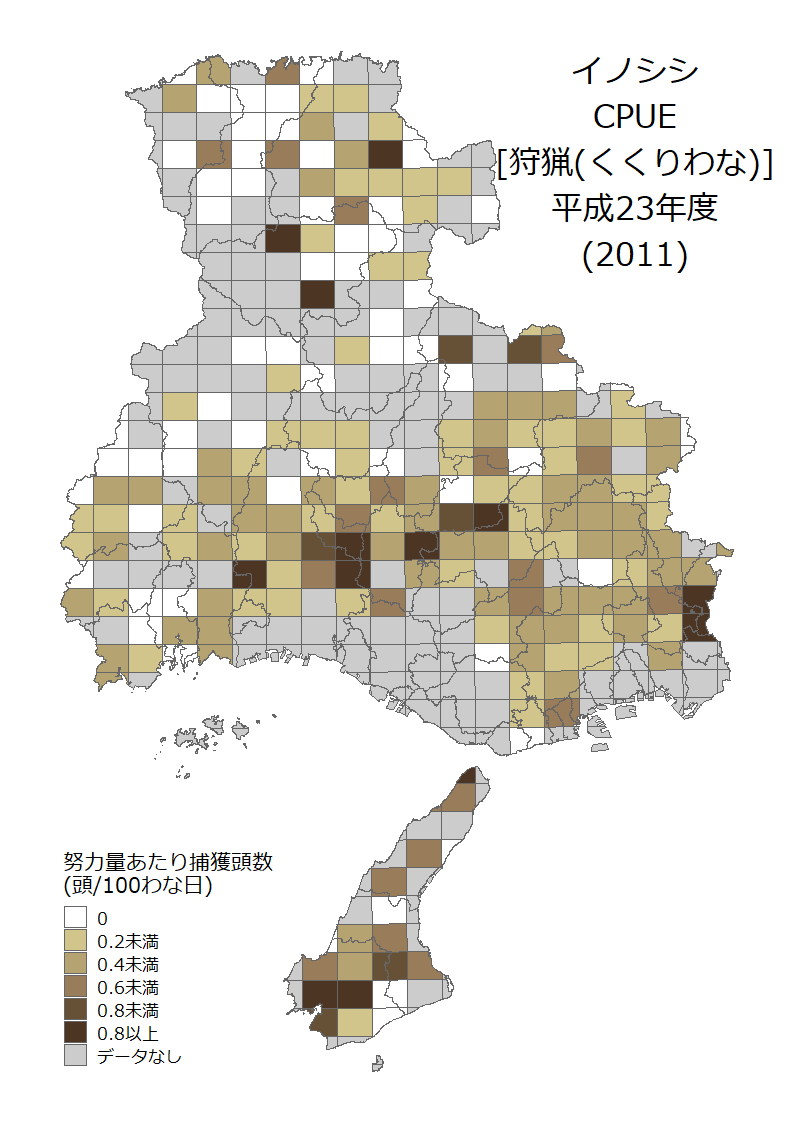 イノシシ
CPUE
[狩猟(くくりわな)]
平成23年度
(2011)
努力量あたり捕獲頭数
(頭/100わな日)
0
0.2未満
0.4未満
0.6未満
0.8未満
0.8以上
データなし